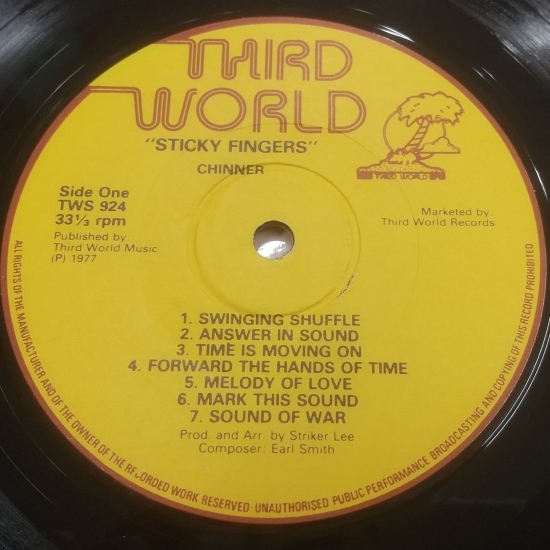 THIRD
WORLD
"STICKY FINGERS"
CHINNER
THIRD WORLD
Side One
TWS 924
33⅓ rpm
Published by:
Third World Music
(P) 1977
Marketed by
Third World Records
1. SWINGING SHUFFLE
2. ANSWER IN SOUND
3. TIME IS MOVING ON
4. FORWARD THE HANDS OF TIME
5. MELODY OF LOVE
6. MARK THIS SOUND
7. SOUND OF WAR
Prod. and Arr. by Striker Lee
Composer: Earl Smith
ALL RIGHTS OF THE MANUFACTURER AND OF THE OWNER OF THE RECORDED WORK RESERVED · UNAUTHORISED PUBLIC PERFORMANCE BROADCASTING AND COPYING OF THIS RECORD PROHIBITED